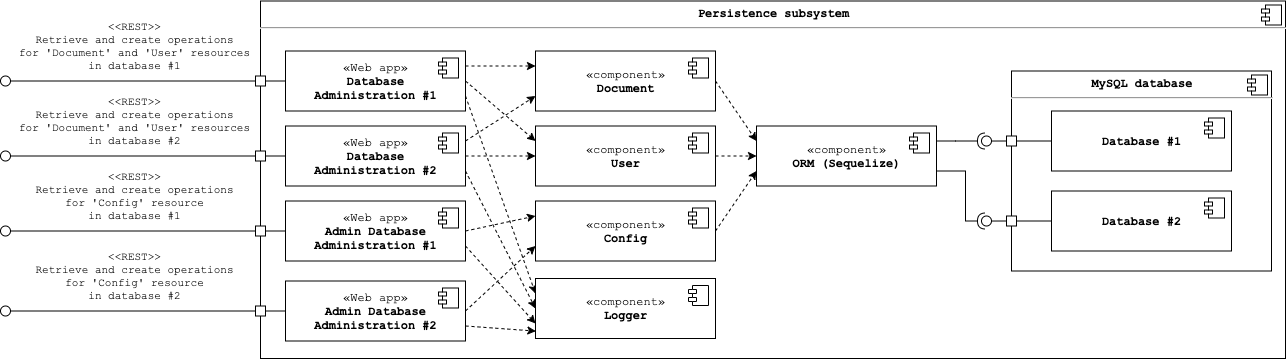 Persistence subsystem
<<REST>>
Retrieve and create operations
for 'Document' and 'User' resources
in database #1
«Web app»
Database
Administration #1
«component»
Document
MySQL database
<<REST>>
Retrieve and create operations
for 'Document' and 'User' resources
in database #2
«Web app»
Database
Administration #2
«component»
User
«component»
ORM (Sequelize)
Database #1
<<REST>>
Retrieve and create operations
for 'Config' resource
in database #1
«Web app»
Admin Database
Administration #1
«component»
Config
Database #2
<<REST>>
Retrieve and create operations
for 'Config' resource
in database #2
«Web app»
Admin Database
Administration #2
«component»
Logger